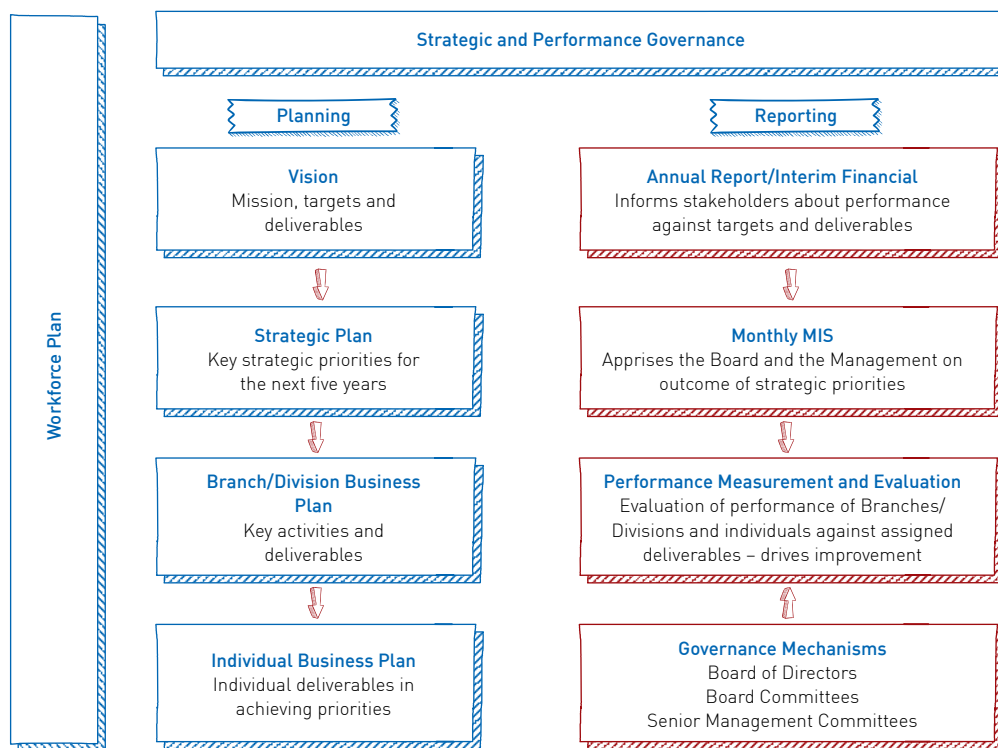 Workforce Plan
Strategic and Performance Governance
Planning
Vision
Mission, targets and
deliverables
Strategic Plan
Key strategic priorities for
the next five years
Branch/Division Business
Plan
Key activities and
deliverables
Individual Business Plan
Individual deliverables in
achieving priorities
Reporting
Annual Report/Interim Financial
Informs stakeholders about performance
against targets and deliverables
Monthly MIS
Apprises the Board and the Management on
outcome of strategic priorities
Performance Measurement and Evaluation
Evaluation of performance of Branches/
Divisions and individuals against assigned
deliverables – drives improvement
Governance Mechanisms
Board of Directors
Board Committees
Senior Management Committees